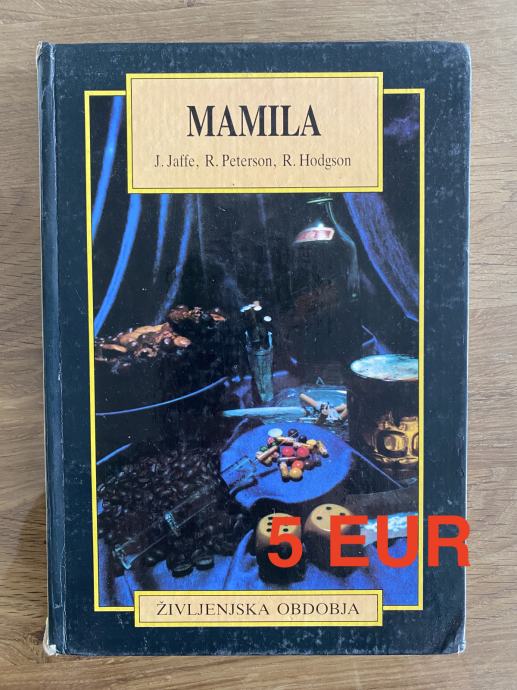 MAMILA
J. Jaffe, R. Peterson, R. Hodgson
5 EUR
ŽIVLJENJSKA OBDOBJA